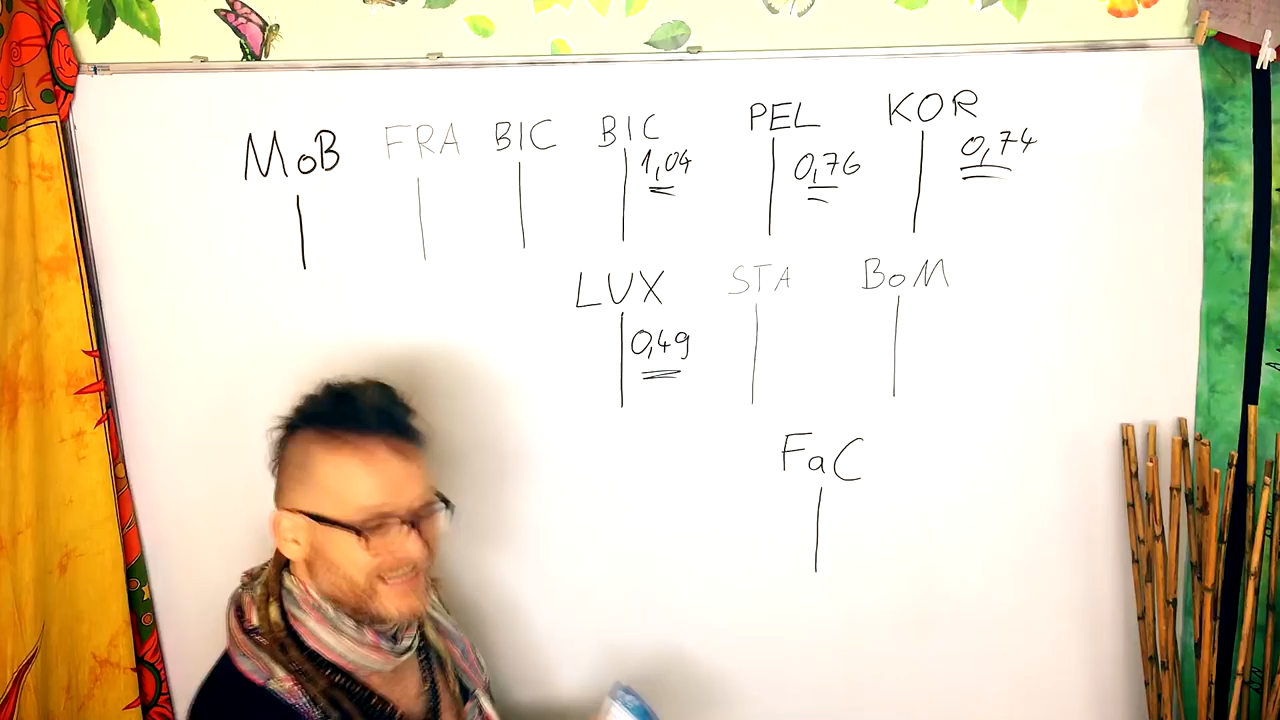 MoB FRA BIC BIC PEL KOR
1,04 0,76 0,74
LUX STA BoM
0,49
FaC